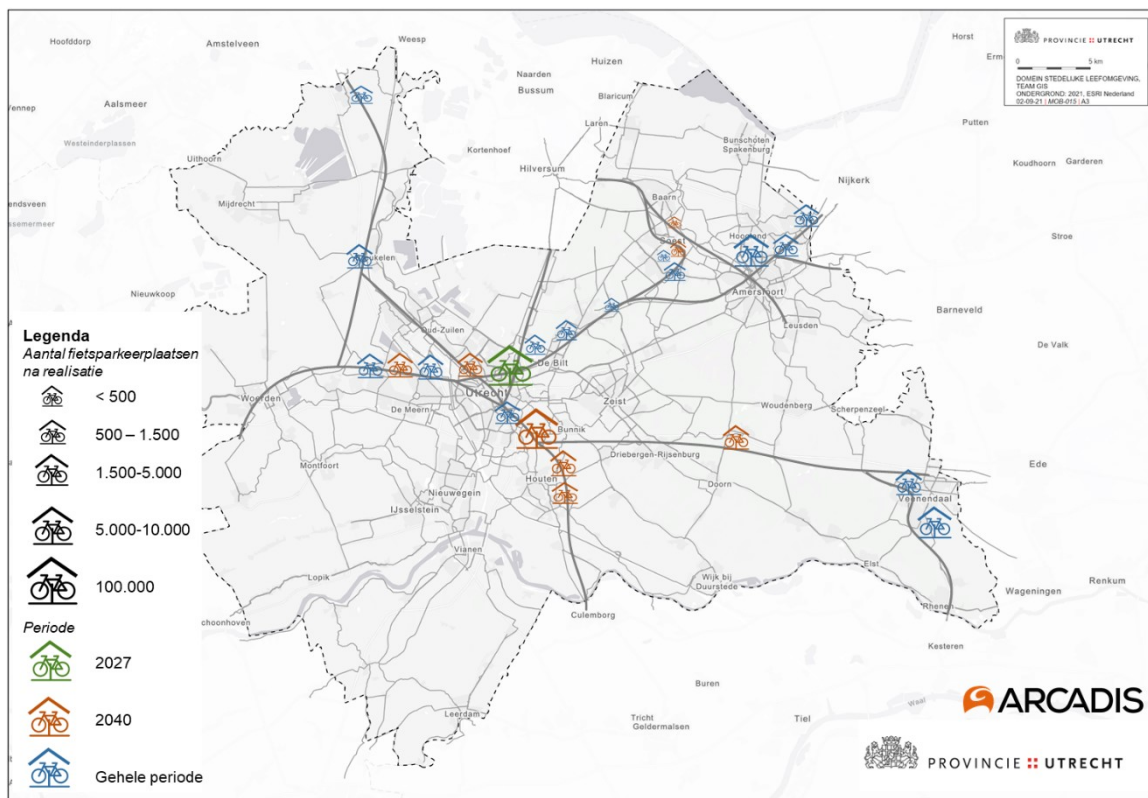 Hoofddorp
Amstelveen
Weesp
Huizen
Horst
Naarden
Bussum
Blaricum
Aalsmeer
Westeinderplassen
Laren
Putten
PROVINCIE UTRECHT
0 5 km
DOMEIN STEDELIJKE LEEFOMGEVING,
TEAM GIS
ONDERGROND: 2021, ESRI Nederland
02-09-21 | MOB-015 | A3
Uithoorn
Kortenhoef
Hilversum
Bunschoten
Spakenburg
Koudhoorn
Garderen
Mijdrecht
Nijkerk
Baarn
Soest
Stroe
Nieuwkoop
Amersfoort
Barneveld
Leusden
Oud-Zuilen
De Valk
De Bilt
Woerden
Utrecht
De Meern
Zeist
Woudenberg
Scherpenzeel
Bunnik
Driebergen-Rijsenburg
Ede
Montfoort
Houten
Doorn
Veenendaal
Nieuwegein
IJsselstein
Vianen
Lopik
Wijk bij
Duurstede
Elst
Renkum
Wageningen
Rhenen
Culemborg
Kesteren
Buren
Leerdam
Tricht
Geldermalsen
Tiel
Waal
Legenda
Aantal fietsparkeerplaatsen
na realisatie
< 500
500 – 1.500
1.500-5.000
5.000-10.000
100.000
Periode
2027
2040
Gehele periode
ARCADIS
PROVINCIE UTRECHT